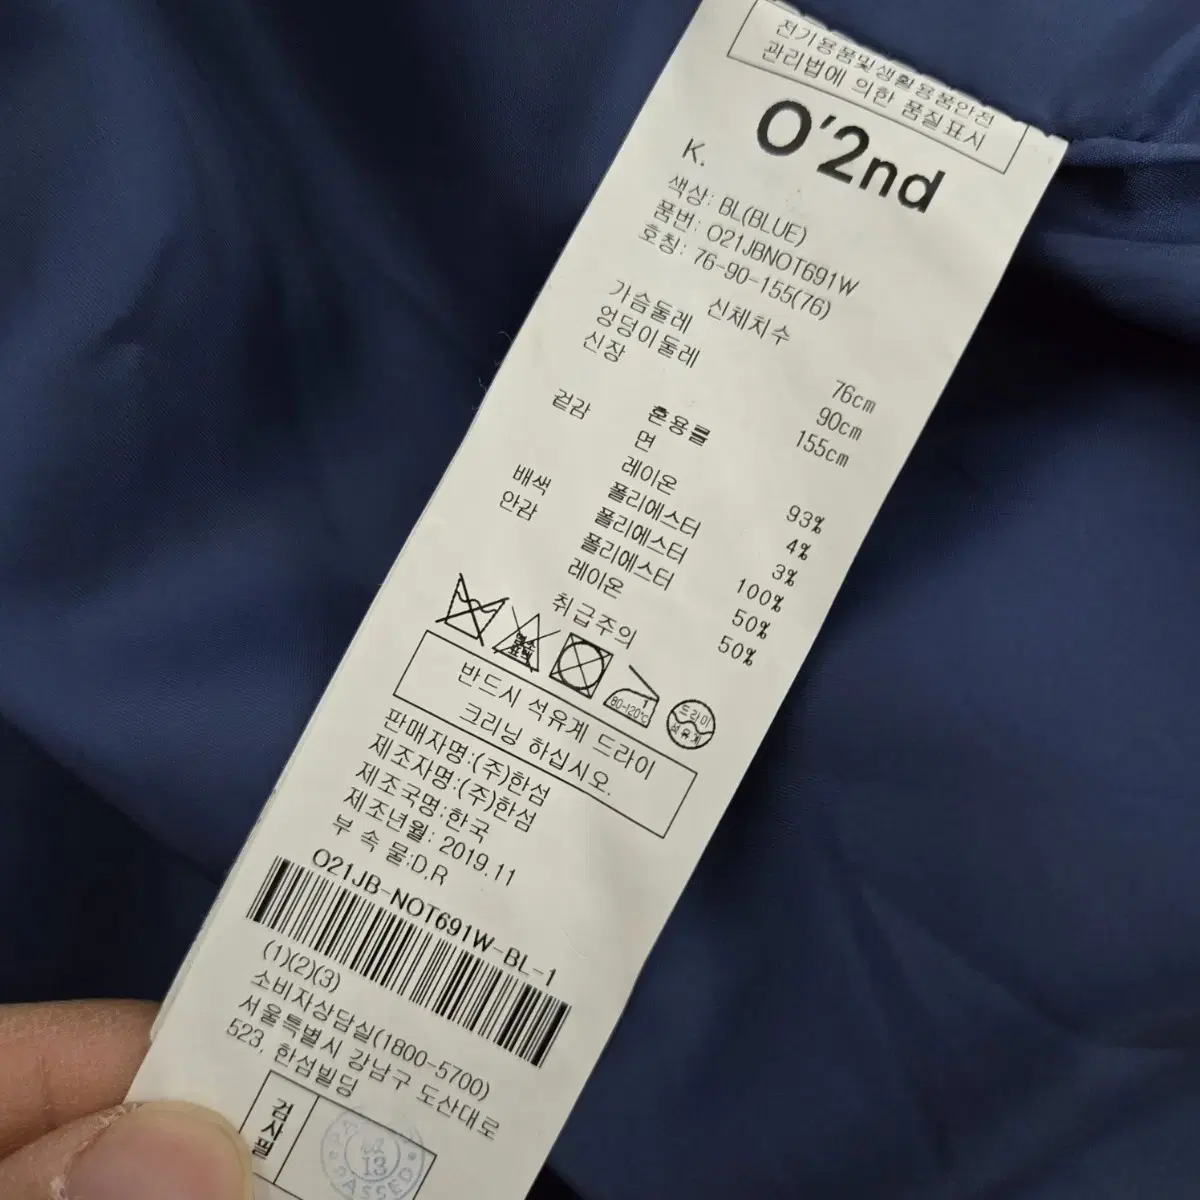 전기용품및생활용품안전
관리법에 의한 품질표시
O'2nd
K.
색상: BL(BLUE)
품번: O21JBNOT691W
호칭: 76-90-155(76)
신체치수
가슴둘레 76cm
엉덩이둘레 90cm
신장 155cm
혼용률
겉감 면 93%
레이온 4%
폴리에스터 3%
배색 폴리에스터 100%
안감 폴리에스터 50%
레이온 50%
취급주의
염소
표백
80-120℃
드라이
석유계
반드시 석유계 드라이
크리닝 하십시오.
판매자명:(주)한섬
제조자명:(주)한섬
제조국명:한국
제조년월: 2019.11
부 속 물:D,R
O21JB-NOT691W-BL-1
(1)(2)(3)
소비자상담실(1800-5700)
서울특별시 강남구 도산대로
523, 한섬빌딩
검사필
13
PASSED